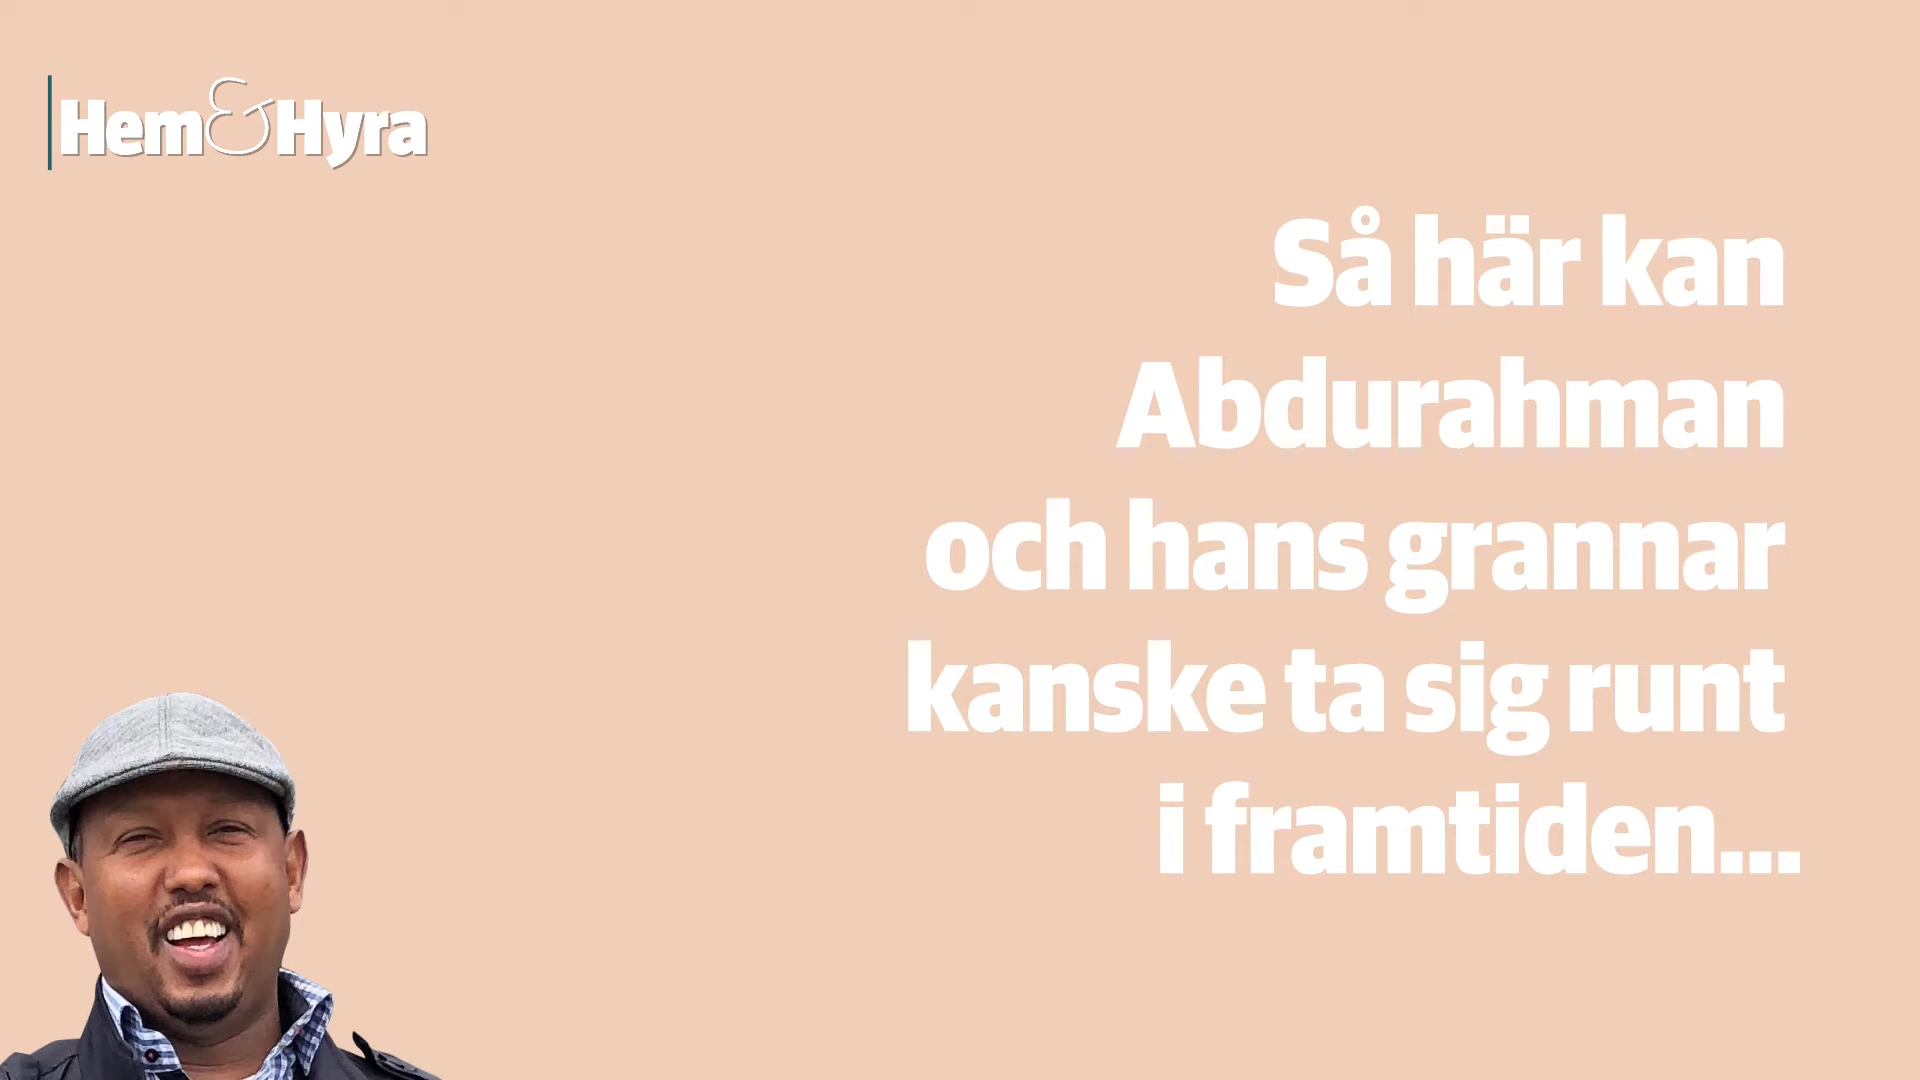 Hem&Hyra
Så här kan
Abdurahman
och hans grannar
kanske ta sig runt
i framtiden...